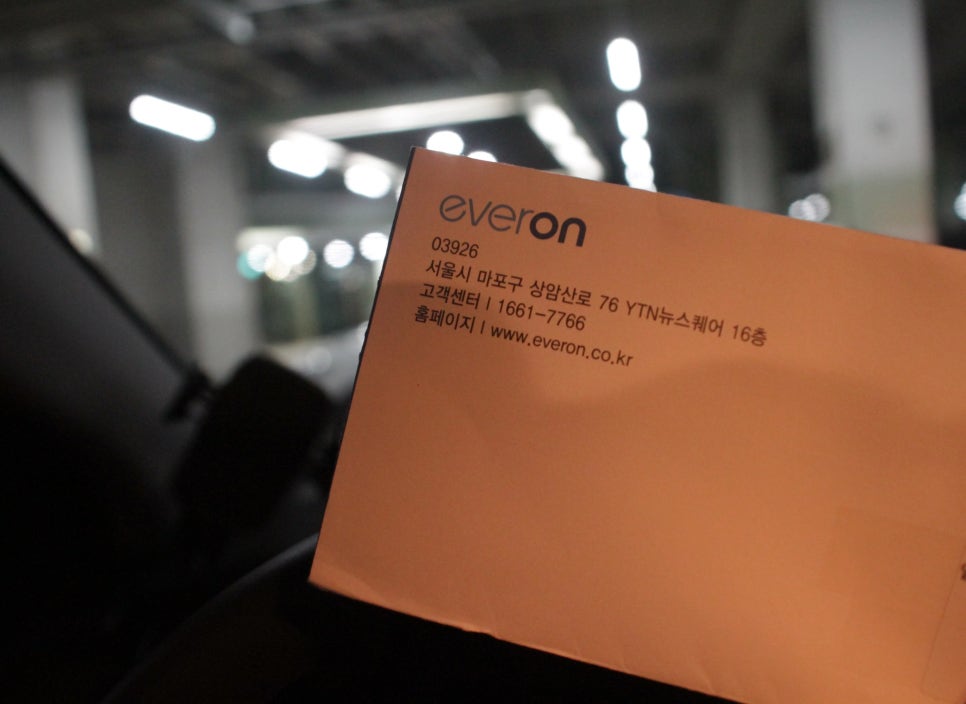 everon
03926
서울시 마포구 상암산로 76 YTN뉴스퀘어 16층
고객센터 | 1661-7766
홈페이지 | www.everon.co.kr